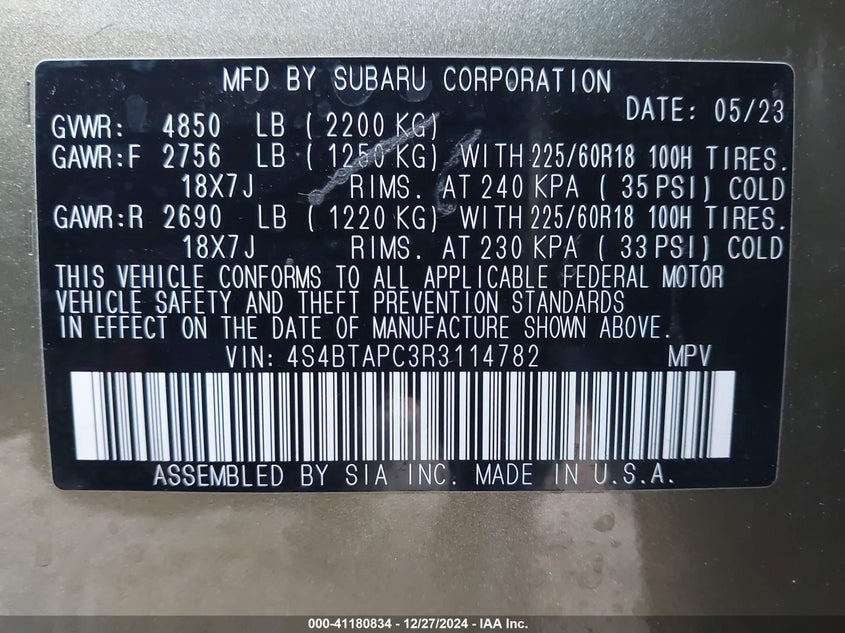 MFD BY SUBARU CORPORATION
DATE: 05/23
GVWR: 4850 LB ( 2200 KG)
GAWR:F 2756 LB ( 1250 KG) WITH 225/60R18 100H TIRES.
18X7J RIMS. AT 240 KPA ( 35 PSI) COLD
GAWR:R 2690 LB ( 1220 KG) WITH 225/60R18 100H TIRES.
18X7J RIMS. AT 230 KPA ( 33 PSI) COLD
THIS VEHICLE CONFORMS TO ALL APPLICABLE FEDERAL MOTOR
VEHICLE SAFETY AND THEFT PREVENTION STANDARDS
IN EFFECT ON THE DATE OF MANUFACTURE SHOWN ABOVE.
VIN: 4S4BTAPC3R3114782 MPV
ASSEMBLED BY SIA INC. MADE IN U.S.A.
000-41180834 - 12/27/2024 - IAA Inc.